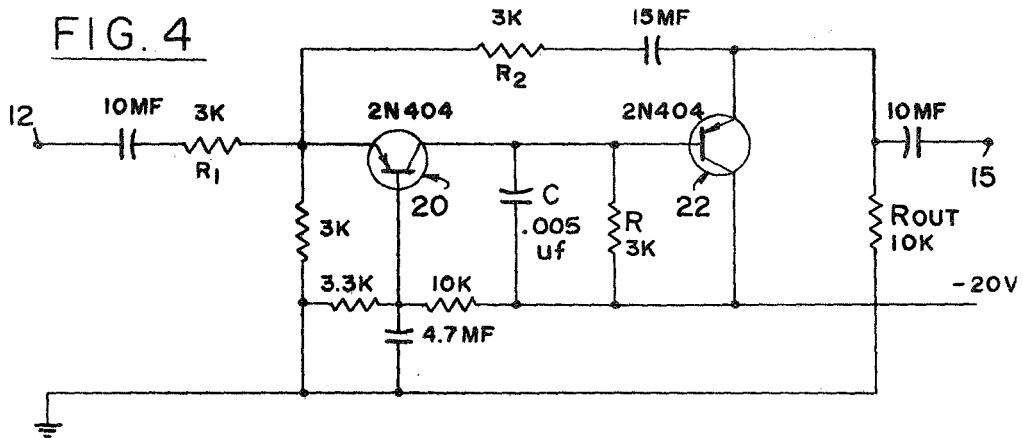 FIG. 4
3K
15MF
R2
12
10MF
3K
R1
2N404
2N404
10MF
15
20
C
.005
uf
R
3K
22
ROUT
10K
3K
3.3K
10K
-20V
4.7MF